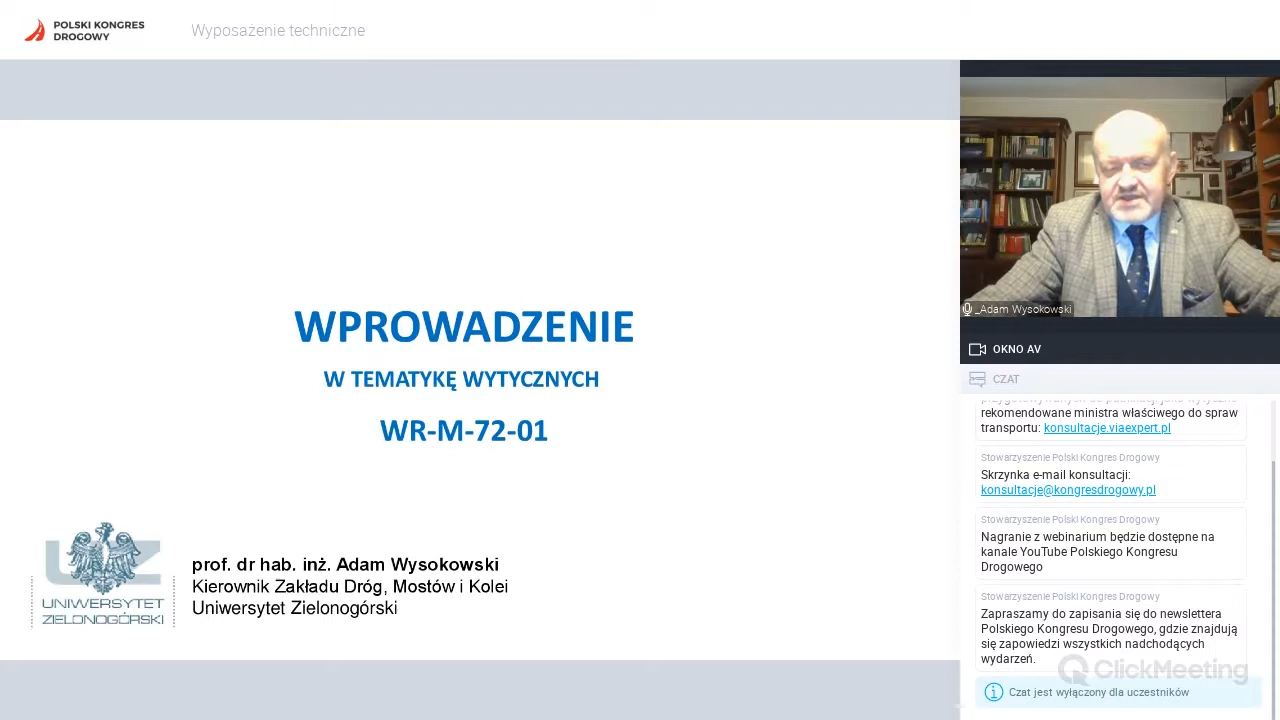 POLSKI KONGRES
DROGOWY
Wyposażenie techniczne
WPROWADZENIE
W TEMATYKĘ WYTYCZNYCH
WR-M-72-01
UZ
UNIWERSYTET
ZIELONOGÓRSKI
prof. dr hab. inż. Adam Wysokowski
Kierownik Zakładu Dróg, Mostów i Kolei
Uniwersytet Zielonogórski
_Adam Wysokowski
OKNO AV
CZAT
rekomendowane ministra właściwego do spraw
transportu: konsultacje.viaexpert.pl
Stowarzyszenie Polski Kongres Drogowy
Skrzynka e-mail konsultacji:
konsultacje@kongresdrogowy.pl
Stowarzyszenie Polski Kongres Drogowy
Nagranie z webinarium będzie dostępne na
kanale YouTube Polskiego Kongresu
Drogowego
Stowarzyszenie Polski Kongres Drogowy
Zapraszamy do zapisania się do newslettera
Polskiego Kongresu Drogowego, gdzie znajdują
się zapowiedzi wszystkich nadchodzących
wydarzeń.
ClickMeeting
Czat jest wyłączony dla uczestników